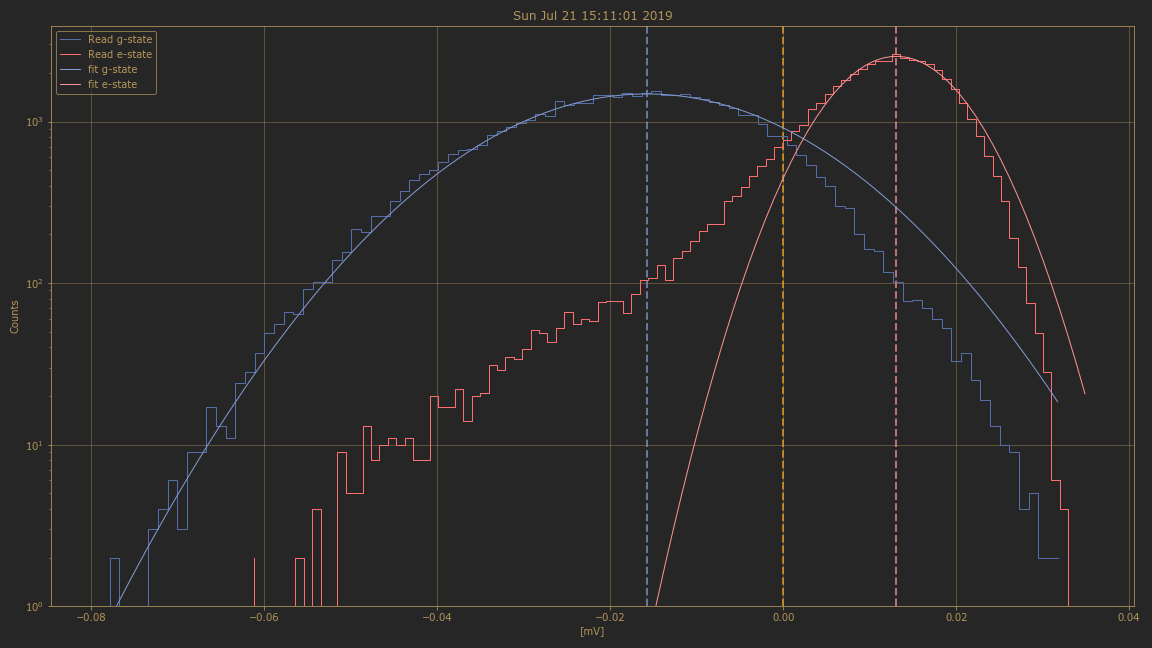 Sun Jul 21 15:11:01 2019
Read g-state
Read e-state
fit g-state
fit e-state
Counts
10³
10²
10¹
10⁰
−0.08 −0.06 −0.04 −0.02 0.00 0.02 0.04
[mV]